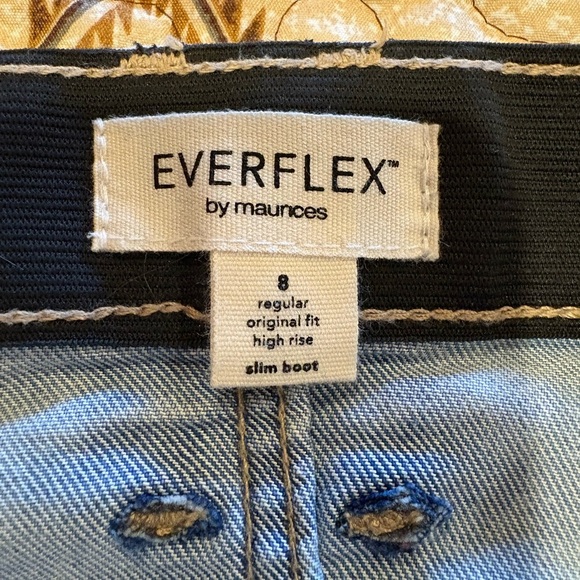 EVERFLEX™
by maurices
8
regular
original fit
high rise
slim boot